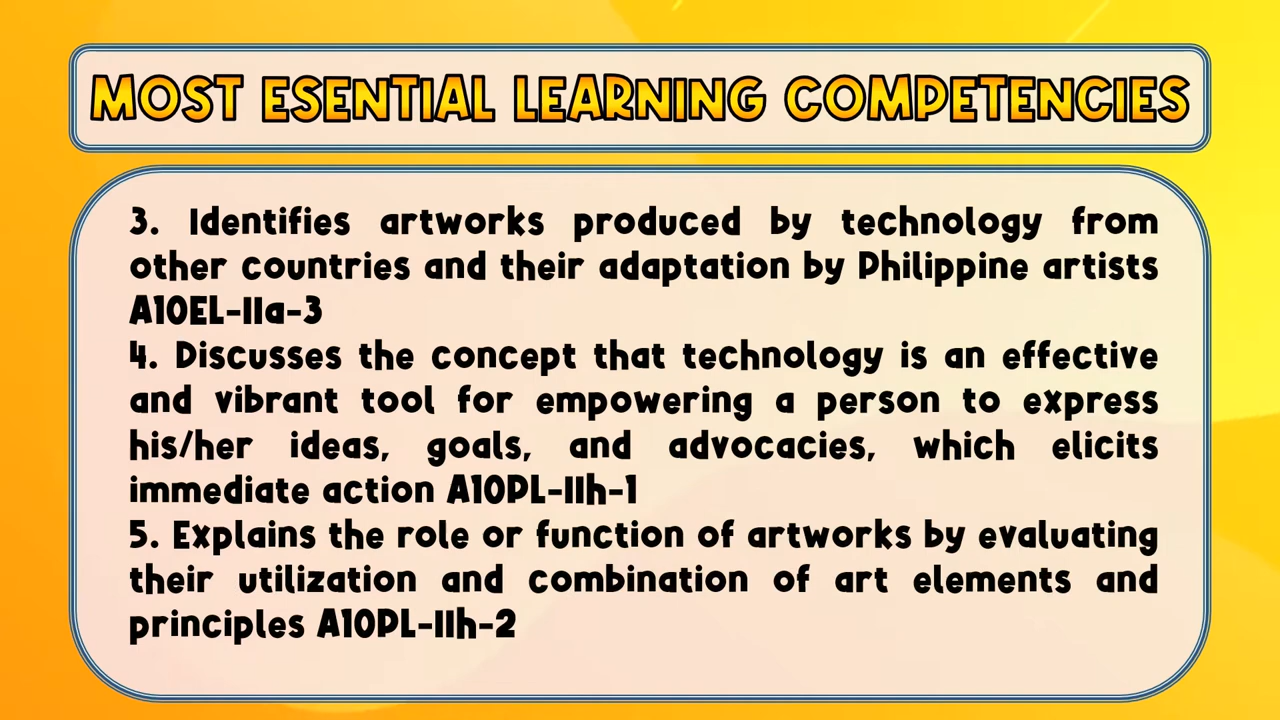 MOST ESENTIAL LEARNING COMPETENCIES
3. Identifies artworks produced by technology from
other countries and their adaptation by Philippine artists
A10EL-IIa-3
4. Discusses the concept that technology is an effective
and vibrant tool for empowering a person to express
his/her ideas, goals, and advocacies, which elicits
immediate action A10PL-IIh-1
5. Explains the role or function of artworks by evaluating
their utilization and combination of art elements and
principles A10PL-IIh-2